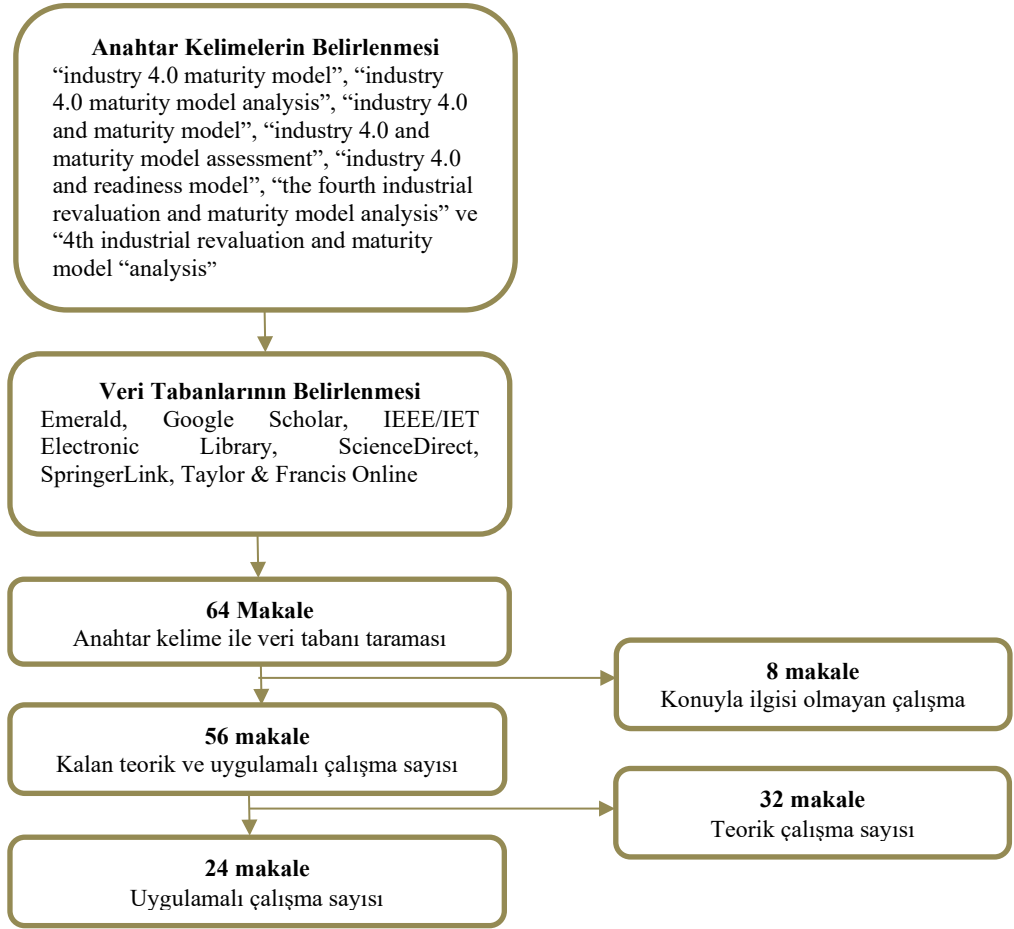 Anahtar Kelimelerin Belirlenmesi
“industry 4.0 maturity model”, “industry
4.0 maturity model analysis”, “industry 4.0
and maturity model”, “industry 4.0 and
maturity model assessment”, “industry 4.0
and readiness model”, “the fourth industrial
revaluation and maturity model analysis” ve
“4th industrial revaluation and maturity
model “analysis”
Veri Tabanlarının Belirlenmesi
Emerald, Google Scholar, IEEE/IET
Electronic Library, ScienceDirect,
SpringerLink, Taylor & Francis Online
64 Makale
Anahtar kelime ile veri tabanı taraması
8 makale
Konuyla ilgisi olmayan çalışma
56 makale
Kalan teorik ve uygulamalı çalışma sayısı
32 makale
Teorik çalışma sayısı
24 makale
Uygulamalı çalışma sayısı